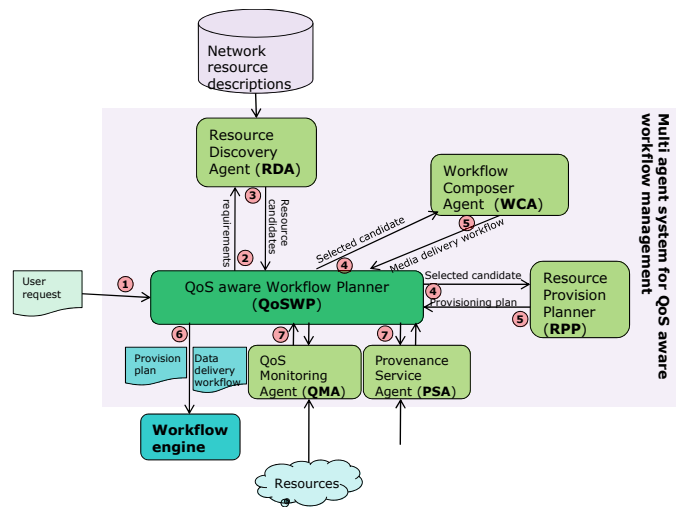 Network
resource
descriptions
Multi agent system for QoS aware
workflow management
Resource
Discovery
Agent (RDA)
Workflow
Composer
Agent (WCA)
3
requirements
Resource
candidates
2
Selected candidate
5
Media delivery workflow
4
User
request
1
QoS aware Workflow Planner
(QoSWP)
Selected candidate
4
Provisioning plan
5
Resource
Provision
Planner
(RPP)
6
7
7
Provision
plan
Data
delivery
workflow
QoS
Monitoring
Agent (QMA)
Provenance
Service
Agent (PSA)
Workflow
engine
Resources